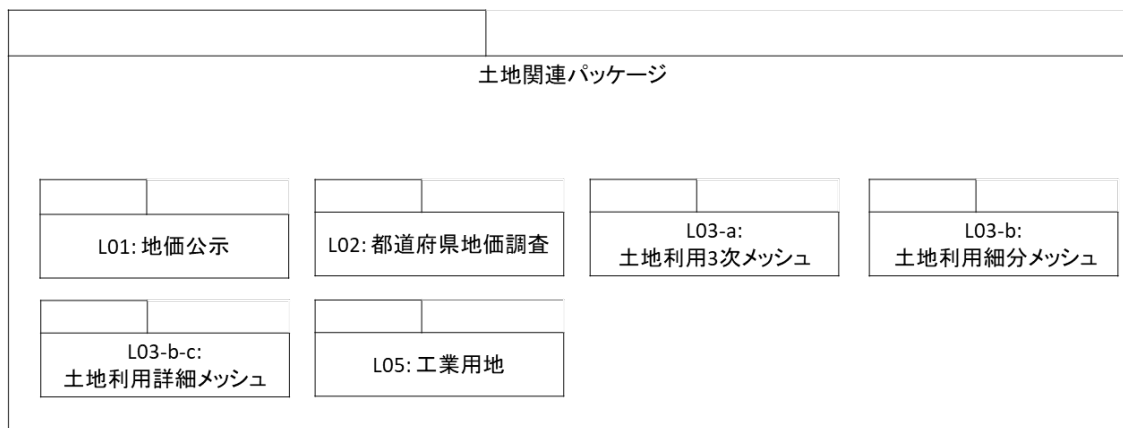 土地関連パッケージ
L01: 地価公示
L02: 都道府県地価調査
L03-a:
土地利用3次メッシュ
L03-b:
土地利用細分メッシュ
L03-b-c:
土地利用詳細メッシュ
L05: 工業用地